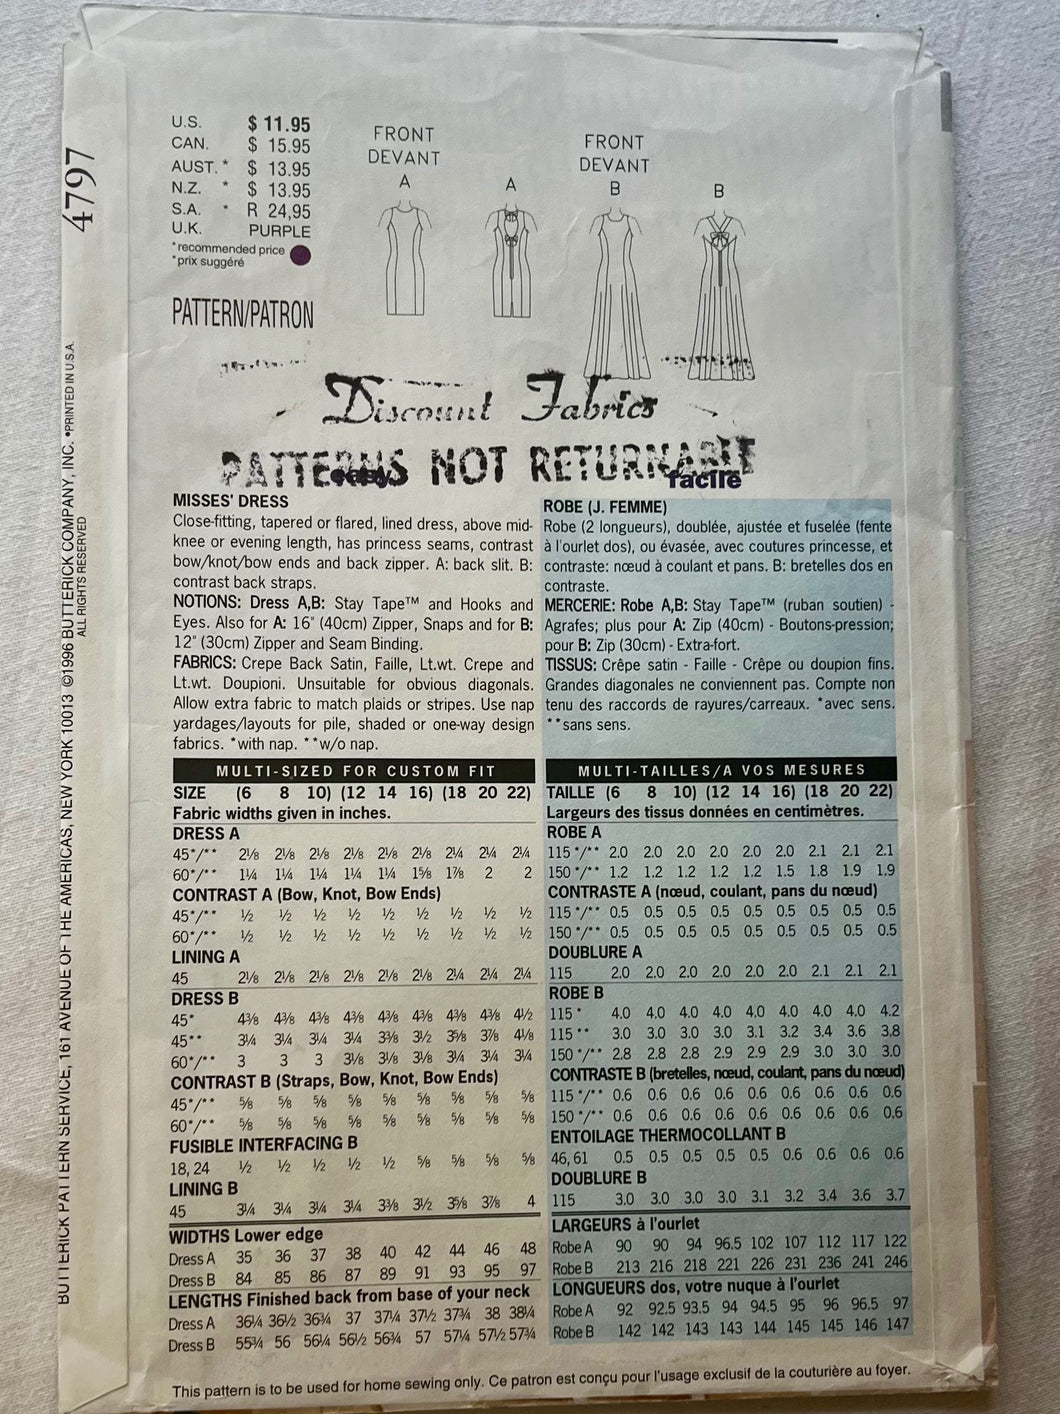 4797
BUTTERICK PATTERN SERVICE, 161 AVENUE OF THE AMERICAS, NEW YORK 10013 ©1996 BUTTERICK COMPANY, INC. •PRINTED IN U.S.A.
ALL RIGHTS RESERVED
U.S. $ 11.95
CAN. $ 15.95
AUST. * $ 13.95
N.Z. * $ 13.95
S.A. * R 24,95
U.K. PURPLE
*recommended price
*prix suggéré
PATTERN/PATRON
FRONT
DEVANT
A
A
FRONT
DEVANT
B
B
Discount Fabrics
PATTERNS NOT RETURNABLE
easy
facile
MISSES' DRESS
Close-fitting, tapered or flared, lined dress, above mid-
knee or evening length, has princess seams, contrast
bow/knot/bow ends and back zipper. A: back slit. B:
contrast back straps.
NOTIONS: Dress A,B: Stay Tape™ and Hooks and
Eyes. Also for A: 16" (40cm) Zipper, Snaps and for B:
12" (30cm) Zipper and Seam Binding.
FABRICS: Crepe Back Satin, Faille, Lt.wt. Crepe and
Lt.wt. Doupioni. Unsuitable for obvious diagonals.
Allow extra fabric to match plaids or stripes. Use nap
yardages/layouts for pile, shaded or one-way design
fabrics. *with nap. **w/o nap.
MULTI-SIZED FOR CUSTOM FIT
SIZE (6 8 10) (12 14 16) (18 20 22)
Fabric widths given in inches.
DRESS A
45*/** 2⅛ 2⅛ 2⅛ 2⅛ 2⅛ 2⅛ 2¼ 2¼ 2¼
60*/** 1¼ 1¼ 1¼ 1¼ 1¼ 1⅝ 1⅞ 2 2
CONTRAST A (Bow, Knot, Bow Ends)
45*/** ½ ½ ½ ½ ½ ½ ½ ½ ½
60*/** ½ ½ ½ ½ ½ ½ ½ ½ ½
LINING A
45 2⅛ 2⅛ 2⅛ 2⅛ 2⅛ 2⅛ 2¼ 2¼ 2¼
DRESS B
45* 4⅜ 4⅜ 4⅜ 4⅜ 4⅜ 4⅜ 4⅜ 4⅜ 4½
45** 3¼ 3¼ 3¼ 3¼ 3⅜ 3½ 3⅝ 3⅞ 4⅛
60*/** 3 3 3 3⅛ 3⅛ 3⅛ 3¼ 3¼ 3¼
CONTRAST B (Straps, Bow, Knot, Bow Ends)
45*/** ⅝ ⅝ ⅝ ⅝ ⅝ ⅝ ⅝ ⅝ ⅝
60*/** ⅝ ⅝ ⅝ ⅝ ⅝ ⅝ ⅝ ⅝ ⅝
FUSIBLE INTERFACING B
18, 24 ½ ½ ½ ½ ½ ⅝ ⅝ ⅝ ⅝
LINING B
45 3¼ 3¼ 3¼ 3¼ 3⅜ 3½ 3⅝ 3⅞ 4
WIDTHS Lower edge
Dress A 35 36 37 38 40 42 44 46 48
Dress B 84 85 86 87 89 91 93 95 97
LENGTHS Finished back from base of your neck
Dress A 36¼ 36½ 36¾ 37 37¼ 37½ 37¾ 38 38¼
Dress B 55¾ 56 56¼ 56½ 56¾ 57 57¼ 57½ 57¾
ROBE (J. FEMME)
Robe (2 longueurs), doublée, ajustée et fuselée (fente
à l'ourlet dos), ou évasée, avec coutures princesse, et
contraste: nœud à coulant et pans. B: bretelles dos en
contraste.
MERCERIE: Robe A,B: Stay Tape™ (ruban soutien) -
Agrafes; plus pour A: Zip (40cm) - Boutons-pression;
pour B: Zip (30cm) - Extra-fort.
TISSUS: Crêpe satin - Faille - Crêpe ou doupion fins.
Grandes diagonales ne conviennent pas. Compte non
tenu des raccords de rayures/carreaux. *avec sens.
**sans sens.
MULTI-TAILLES/A VOS MESURES
TAILLE (6 8 10) (12 14 16) (18 20 22)
Largeurs des tissus données en centimètres.
ROBE A
115*/** 2.0 2.0 2.0 2.0 2.0 2.0 2.1 2.1 2.1
150*/** 1.2 1.2 1.2 1.2 1.2 1.5 1.8 1.9 1.9
CONTRASTE A (nœud, coulant, pans du nœud)
115*/** 0.5 0.5 0.5 0.5 0.5 0.5 0.5 0.5 0.5
150*/** 0.5 0.5 0.5 0.5 0.5 0.5 0.5 0.5 0.5
DOUBLURE A
115 2.0 2.0 2.0 2.0 2.0 2.0 2.1 2.1 2.1
ROBE B
115* 4.0 4.0 4.0 4.0 4.0 4.0 4.0 4.0 4.2
115** 3.0 3.0 3.0 3.0 3.1 3.2 3.4 3.6 3.8
150*/** 2.8 2.8 2.8 2.9 2.9 2.9 3.0 3.0 3.0
CONTRASTE B (bretelles, nœud, coulant, pans du nœud)
115*/** 0.6 0.6 0.6 0.6 0.6 0.6 0.6 0.6 0.6
150*/** 0.6 0.6 0.6 0.6 0.6 0.6 0.6 0.6 0.6
ENTOILAGE THERMOCOLLANT B
46, 61 0.5 0.5 0.5 0.5 0.5 0.6 0.6 0.6 0.6
DOUBLURE B
115 3.0 3.0 3.0 3.0 3.1 3.2 3.4 3.6 3.7
LARGEURS à l'ourlet
Robe A 90 90 94 96.5 102 107 112 117 122
Robe B 213 216 218 221 226 231 236 241 246
LONGUEURS dos, votre nuque à l'ourlet
Robe A 92 92.5 93.5 94 94.5 95 96 96.5 97
Robe B 142 142 143 143 144 145 145 146 147
This pattern is to be used for home sewing only. Ce patron est conçu pour l'usage exclusif de la couturière au foyer.